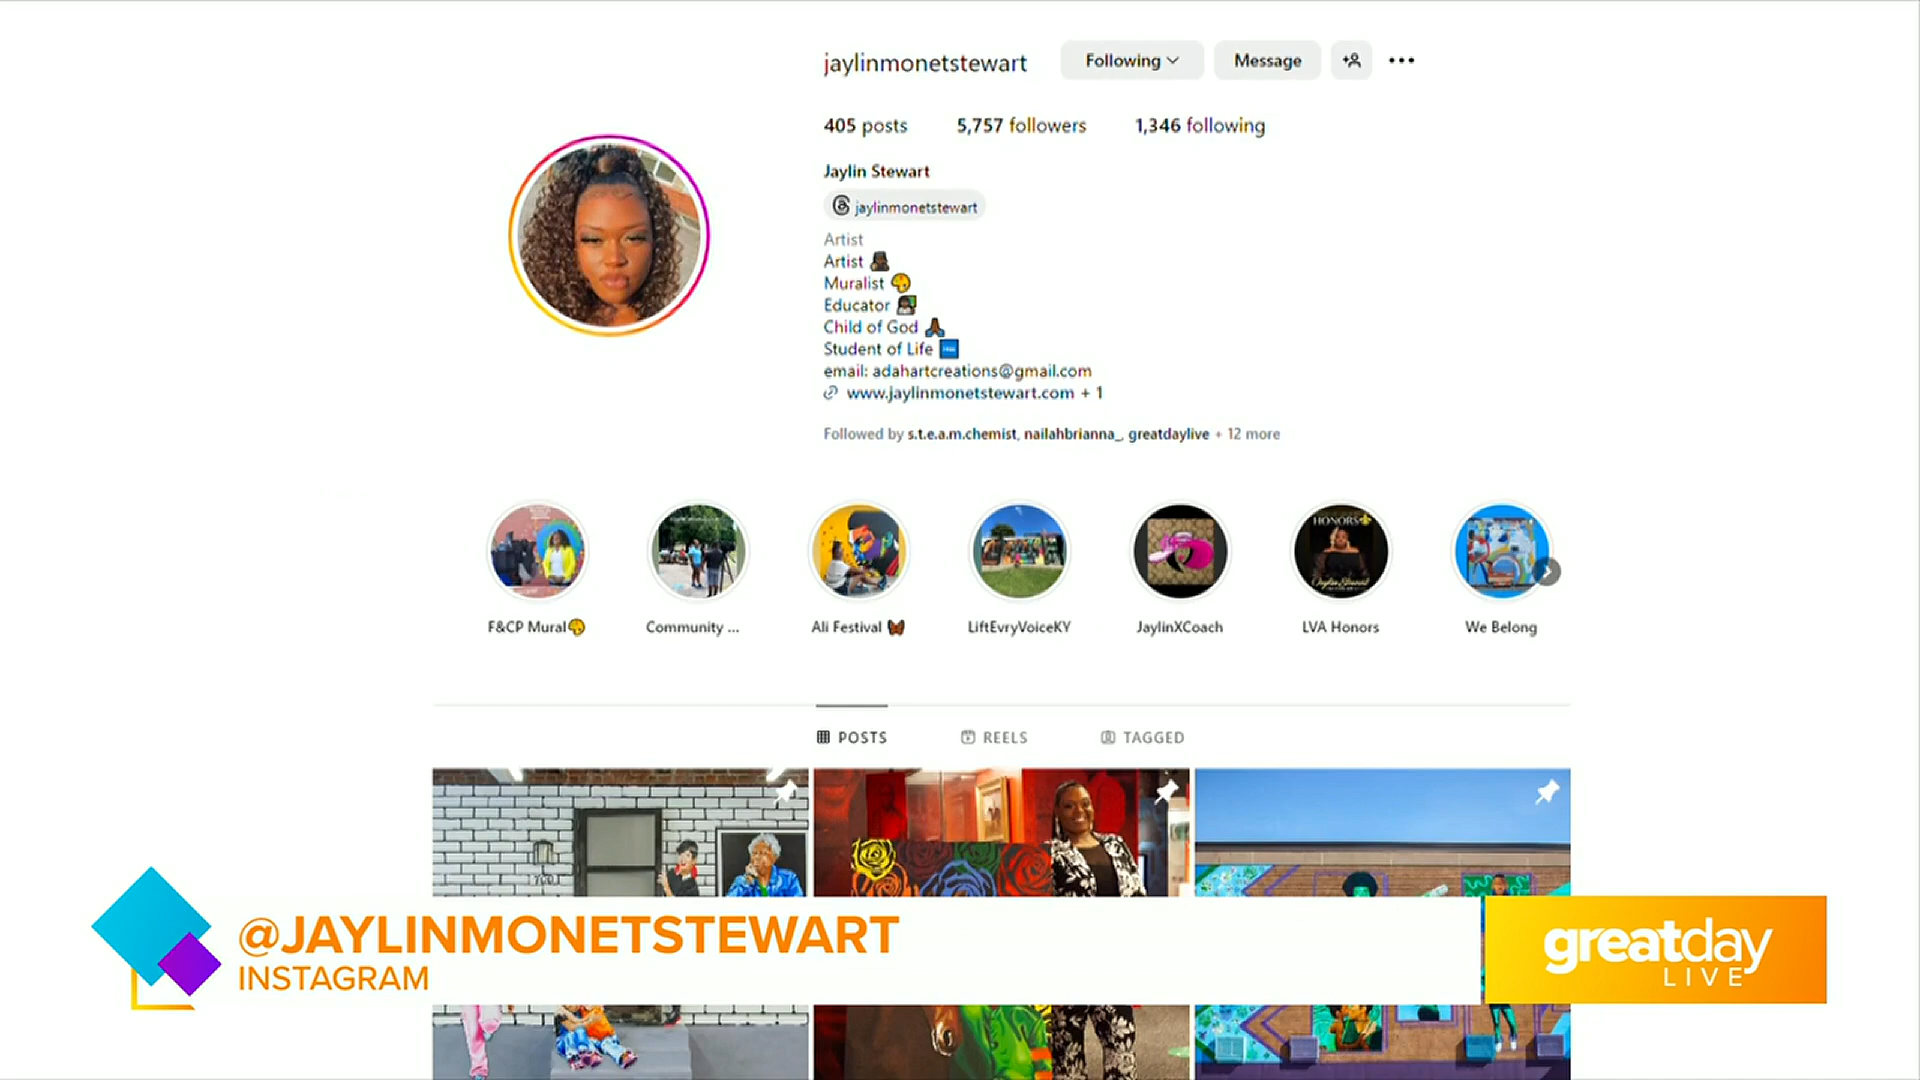 jaylinmonetstewart
Following
Message
405 posts
5,757 followers
1,346 following
Jaylin Stewart
jaylinmonetstewart
Artist
Artist
Muralist
Educator
Child of God
Student of Life
email: adahartcreations@gmail.com
www.jaylinmonetstewart.com + 1
Followed by s.t.e.a.m.chemist, nailahbrianna_, greatdaylive + 12 more
HONORS
F&CP Mural
Community ...
Ali Festival
LiftEvryVoiceKY
JaylinXCoach
LVA Honors
We Belong
POSTS
REELS
TAGGED
@JAYLINMONETSTEWART
INSTAGRAM
greatday
LIVE